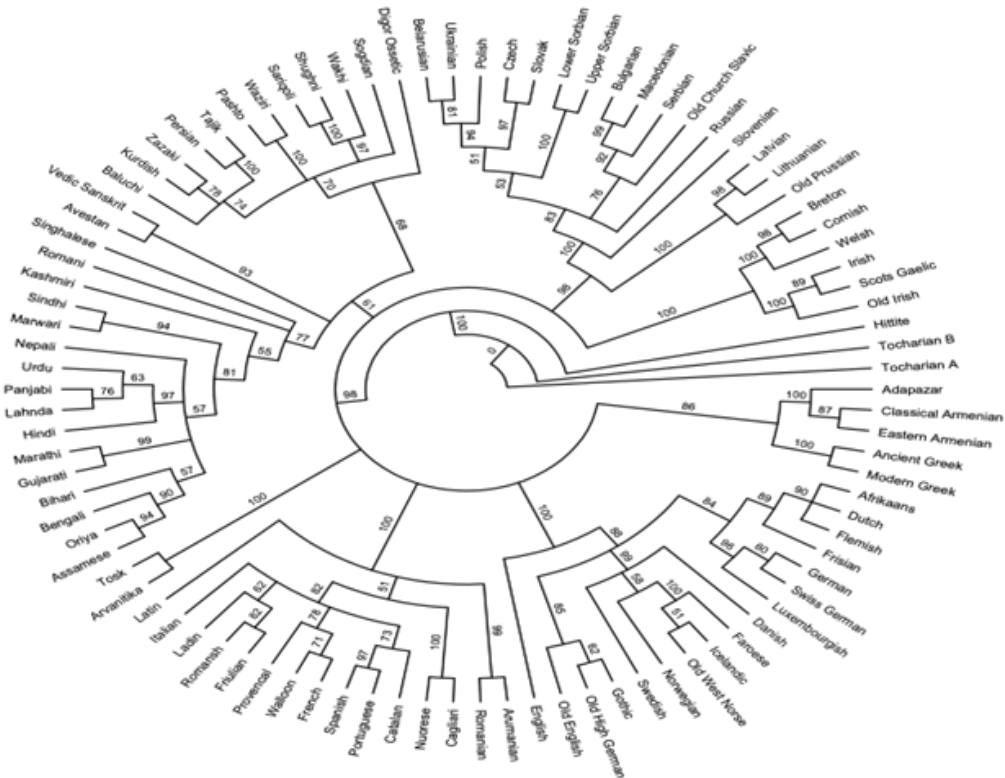 Digor Ossetic
Belarusian
Ukrainian
Polish
Czech
Slovak
Lower Sorbian
Upper Sorbian
Bulgarian
Macedonian
Serbian
Old Church Slavic
Russian
Slovenian
Latvian
Lithuanian
Old Prussian
Breton
Cornish
Welsh
Irish
Scots Gaelic
Old Irish
Hittite
Tocharian B
Tocharian A
Adapazar
Classical Armenian
Eastern Armenian
Ancient Greek
Modern Greek
Afrikaans
Dutch
Flemish
Frisian
German
Swiss German
Luxembourgish
Danish
Faroese
Icelandic
Old West Norse
Norwegian
Swedish
Gothic
Old High German
Old English
English
Arumanian
Romanian
Cagliari
Nuorese
Catalan
Portuguese
Spanish
French
Walloon
Provencal
Friulian
Romansh
Ladin
Italian
Latin
Arvanitika
Tosk
Assamese
Oriya
Bengali
Bihari
Gujarati
Marathi
Hindi
Lahnda
Panjabi
Urdu
Nepali
Marwari
Sindhi
Kashmiri
Romani
Singhalese
Avestan
Vedic Sanskrit
Baluchi
Kurdish
Zazaki
Persian
Tajik
Pashto
Waziri
Sariqoli
Shughni
Wakhi
Sogdian
81
94
51
97
53
100
99
92
76
83
100
98
98
100
98
100
89
100
100
100
0
86
100
87
100
84
89
90
96
60
100
88
99
58
100
51
85
62
100
51
99
100
82
78
71
73
97
62
82
100
98
61
68
70
97
100
100
100
78
74
93
77
55
81
94
57
97
63
76
99
57
90
94